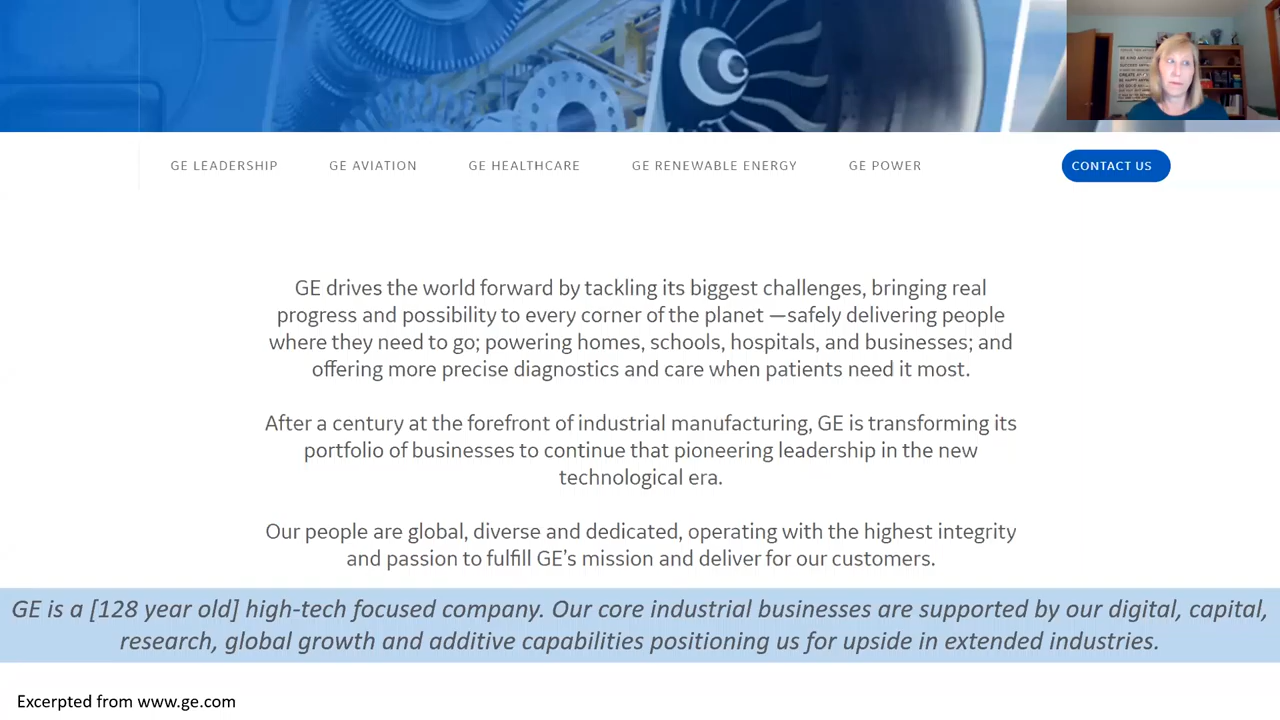 GE LEADERSHIP GE AVIATION GE HEALTHCARE GE RENEWABLE ENERGY GE POWER CONTACT US
GE drives the world forward by tackling its biggest challenges, bringing real
progress and possibility to every corner of the planet —safely delivering people
where they need to go; powering homes, schools, hospitals, and businesses; and
offering more precise diagnostics and care when patients need it most.
After a century at the forefront of industrial manufacturing, GE is transforming its
portfolio of businesses to continue that pioneering leadership in the new
technological era.
Our people are global, diverse and dedicated, operating with the highest integrity
and passion to fulfill GE’s mission and deliver for our customers.
GE is a [128 year old] high-tech focused company. Our core industrial businesses are supported by our digital, capital,
research, global growth and additive capabilities positioning us for upside in extended industries.
Excerpted from www.ge.com